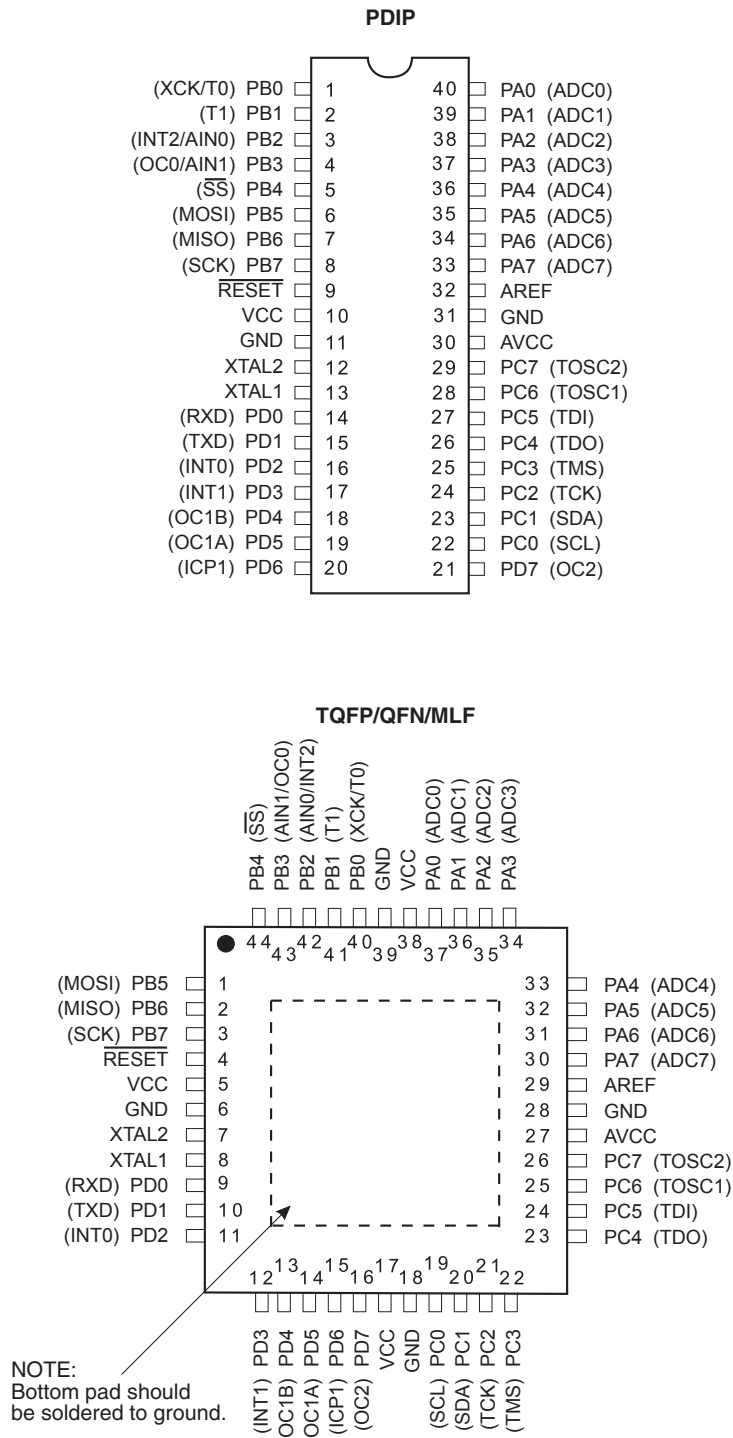 PDIP
(XCK/T0) PB0 1 40 PA0 (ADC0)
(T1) PB1 2 39 PA1 (ADC1)
(INT2/AIN0) PB2 3 38 PA2 (ADC2)
(OC0/AIN1) PB3 4 37 PA3 (ADC3)
(S̅S̅) PB4 5 36 PA4 (ADC4)
(MOSI) PB5 6 35 PA5 (ADC5)
(MISO) PB6 7 34 PA6 (ADC6)
(SCK) PB7 8 33 PA7 (ADC7)
R̅E̅S̅E̅T̅ 9 32 AREF
VCC 10 31 GND
GND 11 30 AVCC
XTAL2 12 29 PC7 (TOSC2)
XTAL1 13 28 PC6 (TOSC1)
(RXD) PD0 14 27 PC5 (TDI)
(TXD) PD1 15 26 PC4 (TDO)
(INT0) PD2 16 25 PC3 (TMS)
(INT1) PD3 17 24 PC2 (TCK)
(OC1B) PD4 18 23 PC1 (SDA)
(OC1A) PD5 19 22 PC0 (SCL)
(ICP1) PD6 20 21 PD7 (OC2)
TQFP/QFN/MLF
PB4 (S̅S̅)
PB3 (AIN1/OC0)
PB2 (AIN0/INT2)
PB1 (T1)
PB0 (XCK/T0)
GND
VCC
PA0 (ADC0)
PA1 (ADC1)
PA2 (ADC2)
PA3 (ADC3)
44 43 42 41 40 39 38 37 36 35 34
(MOSI) PB5 1 33 PA4 (ADC4)
(MISO) PB6 2 32 PA5 (ADC5)
(SCK) PB7 3 31 PA6 (ADC6)
R̅E̅S̅E̅T̅ 4 30 PA7 (ADC7)
VCC 5 29 AREF
GND 6 28 GND
XTAL2 7 27 AVCC
XTAL1 8 26 PC7 (TOSC2)
(RXD) PD0 9 25 PC6 (TOSC1)
(TXD) PD1 10 24 PC5 (TDI)
(INT0) PD2 11 23 PC4 (TDO)
12 13 14 15 16 17 18 19 20 21 22
(INT1) PD3
OC1B) PD4
OC1A) PD5
(ICP1) PD6
(OC2) PD7
VCC
GND
(SCL) PC0
(SDA) PC1
(TCK) PC2
(TMS) PC3
NOTE:
Bottom pad should
be soldered to ground.